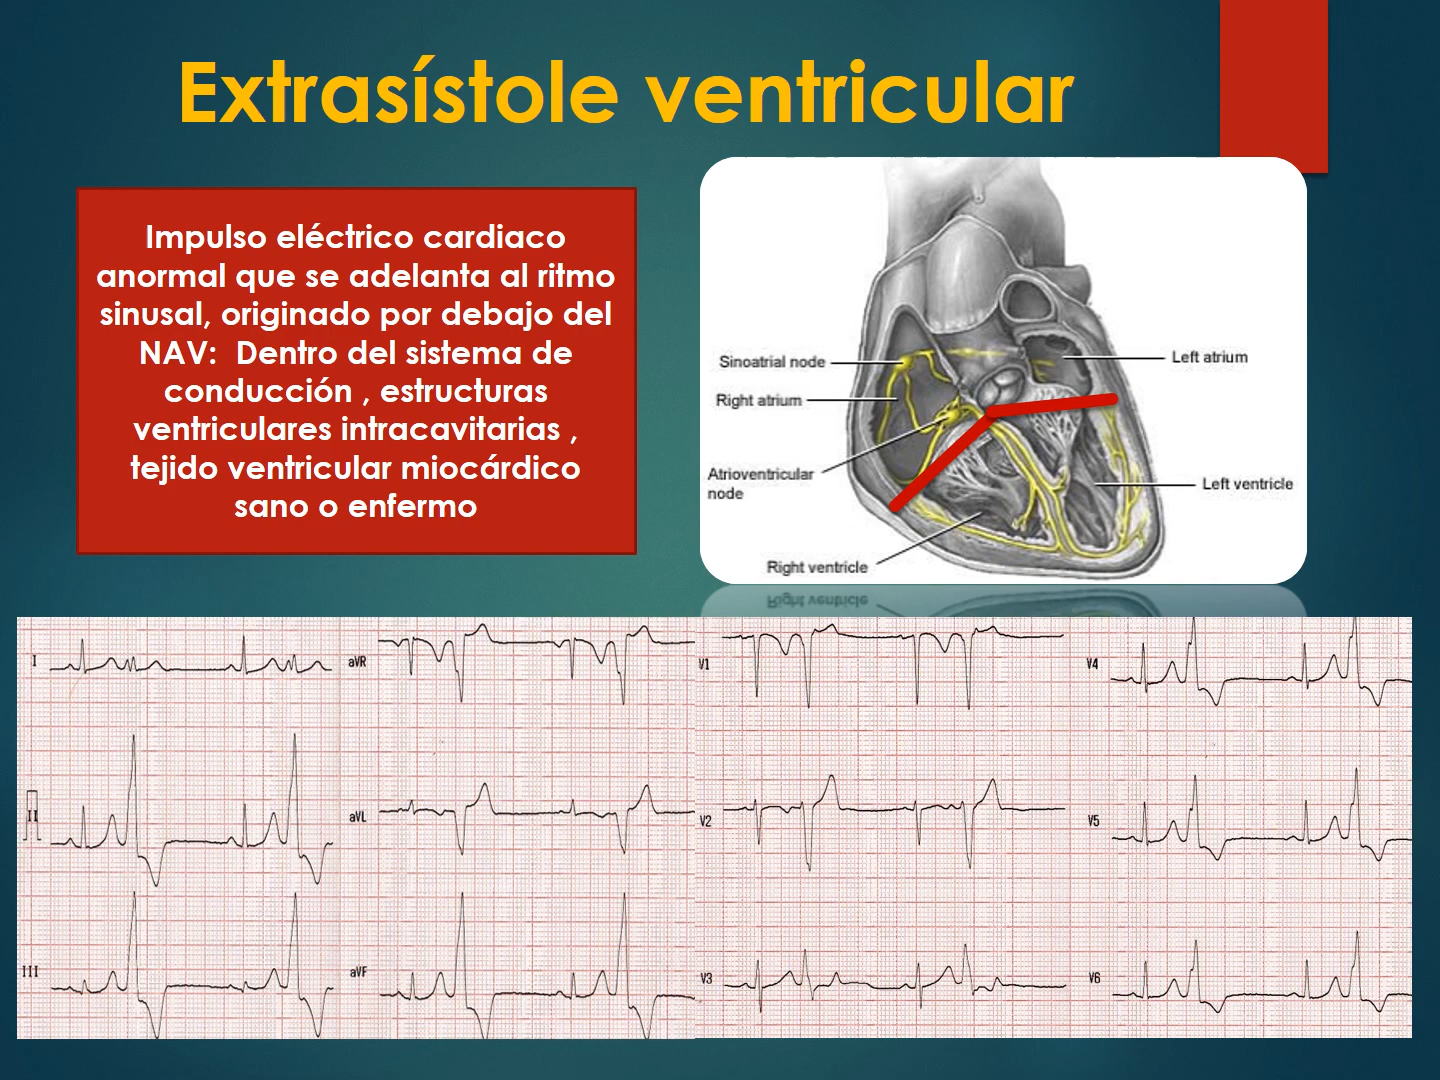 Extrasístole ventricular
Impulso eléctrico cardiaco
anormal que se adelanta al ritmo
sinusal, originado por debajo del
NAV:  Dentro del sistema de
conducción , estructuras
ventriculares intracavitarias ,
tejido ventricular miocárdico
sano o enfermo
Sinoatrial node
Right atrium
Atrioventricular
node
Right ventricle
Left atrium
Left ventricle
Right ventricle
I
aVR
V1
V4
II
aVL
V2
V5
III
aVF
V3
V6